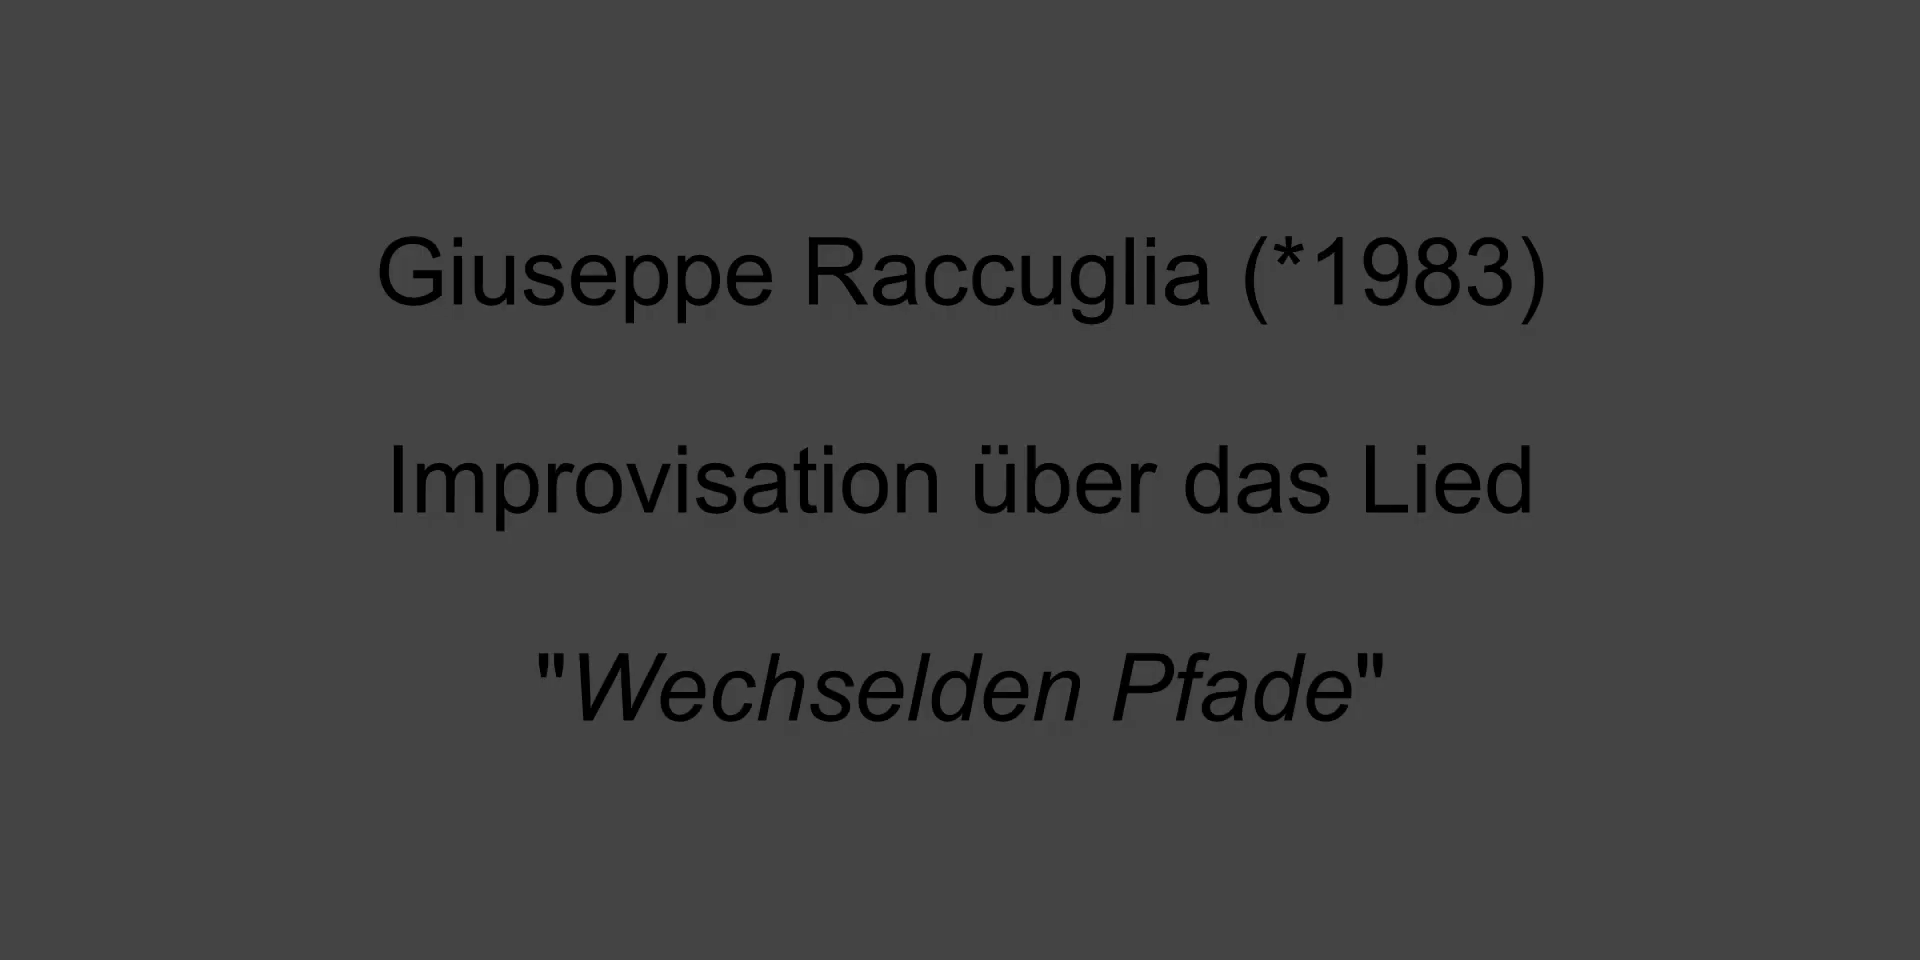 Giuseppe Raccuglia (*1983)
Improvisation über das Lied
"Wechselden Pfade"